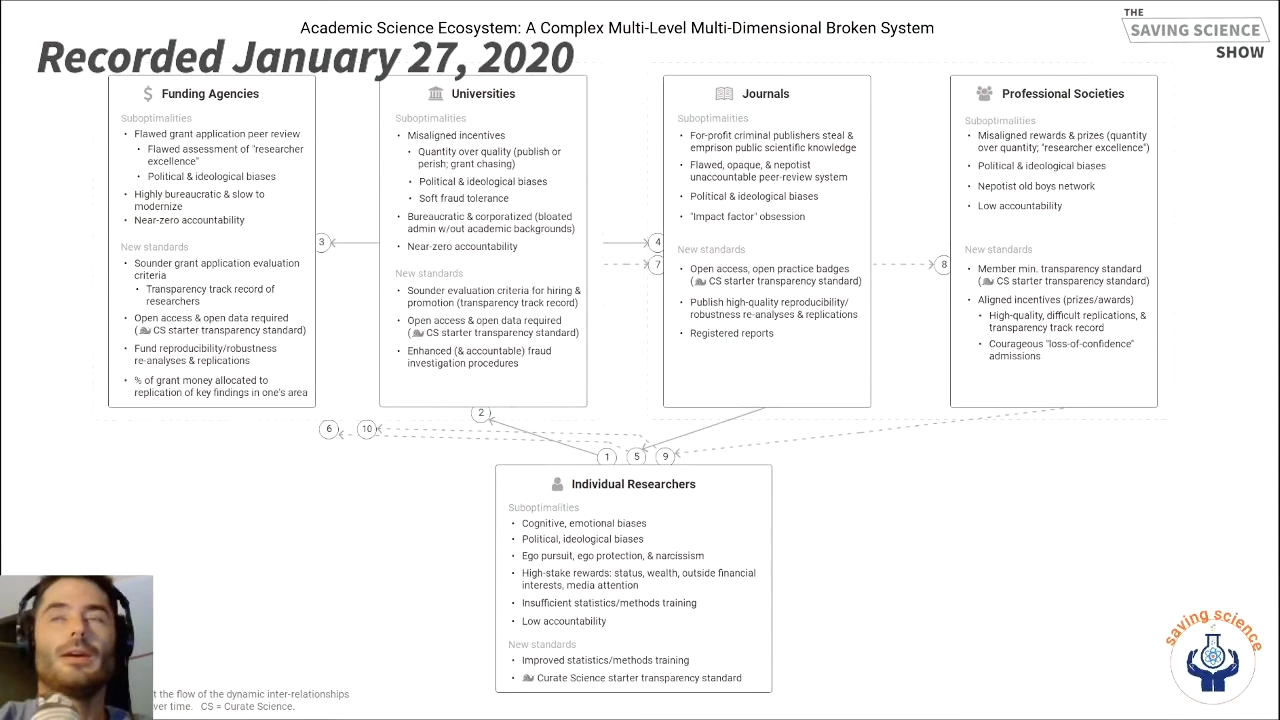 Academic Science Ecosystem: A Complex Multi-Level Multi-Dimensional Broken System
THE
SAVING SCIENCE
SHOW
Recorded January 27, 2020
Funding Agencies
Suboptimalities
• Flawed grant application peer review
• Flawed assessment of "researcher
excellence"
• Political & ideological biases
• Highly bureaucratic & slow to
modernize
• Near-zero accountability
New standards
• Sounder grant application evaluation
criteria
• Transparency track record of
researchers
• Open access & open data required
(CS starter transparency standard)
• Fund reproducibility/robustness
re-analyses & replications
• % of grant money allocated to
replication of key findings in one's area
Universities
Suboptimalities
• Misaligned incentives
• Quantity over quality (publish or
perish; grant chasing)
• Political & ideological biases
• Soft fraud tolerance
• Bureaucratic & corporatized (bloated
admin w/out academic backgrounds)
• Near-zero accountability
New standards
• Sounder evaluation criteria for hiring &
promotion (transparency track record)
• Open access & open data required
(CS starter transparency standard)
• Enhanced (& accountable) fraud
investigation procedures
Journals
Suboptimalities
• For-profit criminal publishers steal &
emprison public scientific knowledge
• Flawed, opaque, & nepotist
unaccountable peer-review system
• Political & ideological biases
• "Impact factor" obsession
New standards
• Open access, open practice badges
(CS starter transparency standard)
• Publish high-quality reproducibility/
robustness re-analyses & replications
• Registered reports
Professional Societies
Suboptimalities
• Misaligned rewards & prizes (quantity
over quantity; "researcher excellence")
• Political & ideological biases
• Nepotist old boys network
• Low accountability
New standards
• Member min. transparency standard
(CS starter transparency standard)
• Aligned incentives (prizes/awards)
• High-quality, difficult replications, &
transparency track record
• Courageous "loss-of-confidence"
admissions
3
4
7
8
2
6
10
1
5
9
Individual Researchers
Suboptimalities
• Cognitive, emotional biases
• Political, ideological biases
• Ego pursuit, ego protection, & narcissism
• High-stake rewards: status, wealth, outside financial
interests, media attention
• Insufficient statistics/methods training
• Low accountability
New standards
• Improved statistics/methods training
• Curate Science starter transparency standard
t the flow of the dynamic inter-relationships
ver time. CS = Curate Science.
saving science